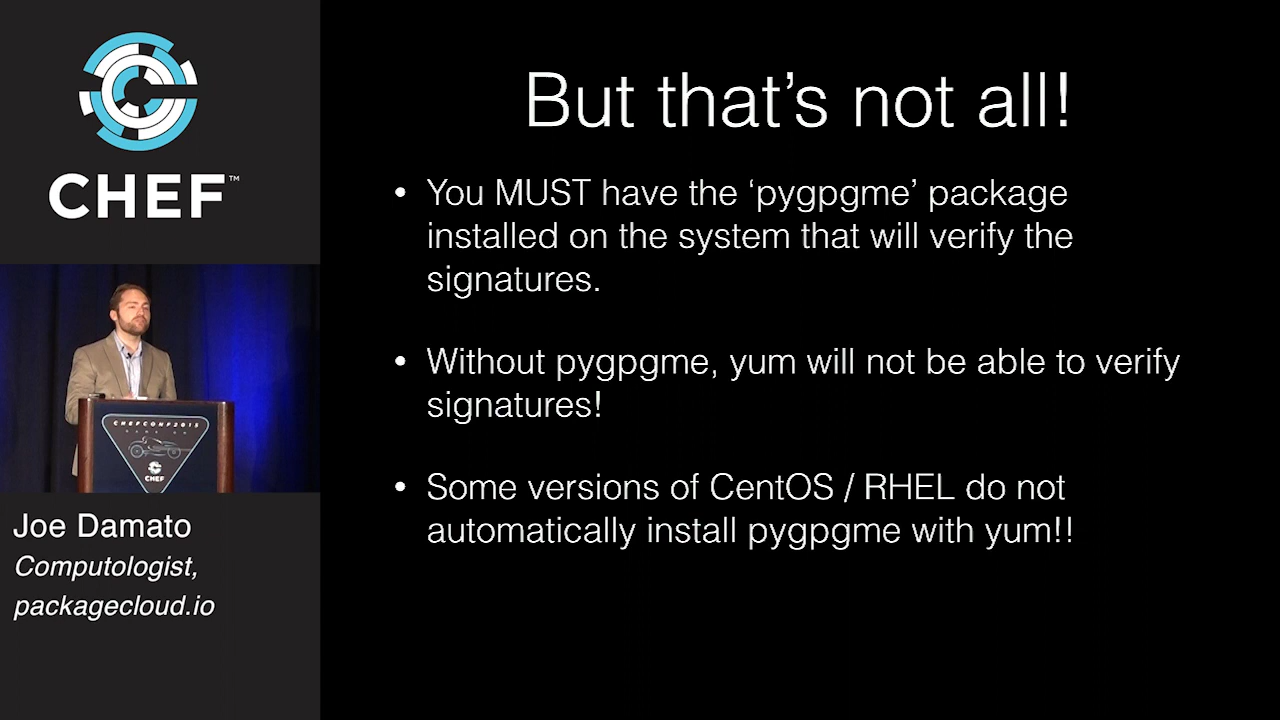 CHEF™
CHEFCONF2015
CHEF
Joe Damato
Computologist,
packagecloud.io
But that’s not all!
• You MUST have the ‘pygpgme’ package
installed on the system that will verify the
signatures.
• Without pygpgme, yum will not be able to verify
signatures!
• Some versions of CentOS / RHEL do not
automatically install pygpgme with yum!!